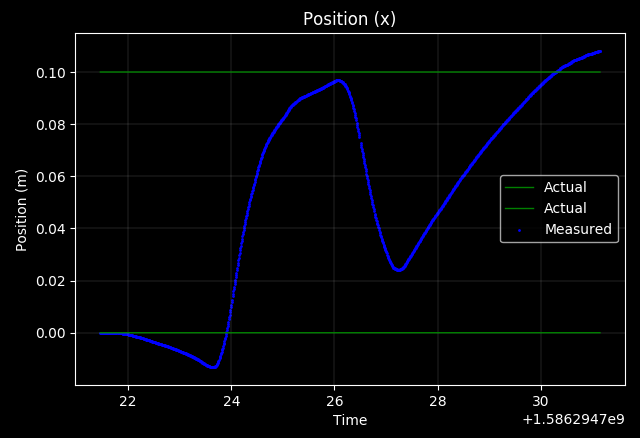 Position (x)
Position (m)
0.10
0.08
0.06
0.04
0.02
0.00
Actual
Actual
Measured
22
24
26
28
30
Time
+1.5862947e9